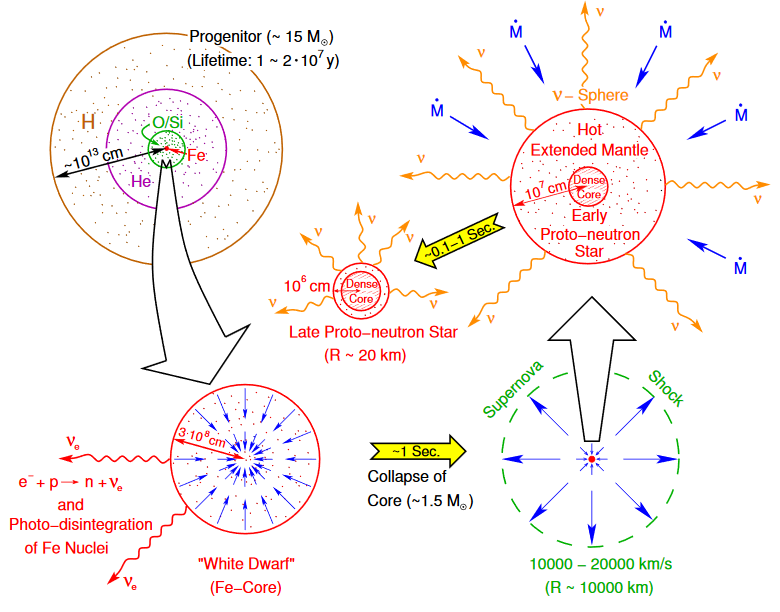 Progenitor (~ 15 M☉)
(Lifetime: 1 ~ 2·10⁷ y)
H
O/Si
Fe
He
~10¹³ cm
Ṁ
Ṁ
Ṁ
Ṁ
Ṁ
ν
ν
ν
ν
ν
ν
ν
ν − Sphere
Hot
Extended Mantle
10⁷ cm
Dense
Core
Early
Proto−neutron
Star
~0.1−1 Sec.
ν
ν
ν
ν
ν
10⁶ cm
Dense
Core
Late Proto−neutron Star
(R ~ 20 km)
3·10⁸ cm
νₑ
e⁻ + p → n + νₑ
and
Photo−disintegration
of Fe Nuclei
νₑ
"White Dwarf"
(Fe−Core)
~1 Sec.
Collapse of
Core (~1.5 M☉)
Supernova
Shock
10000 − 20000 km/s
(R ~ 10000 km)